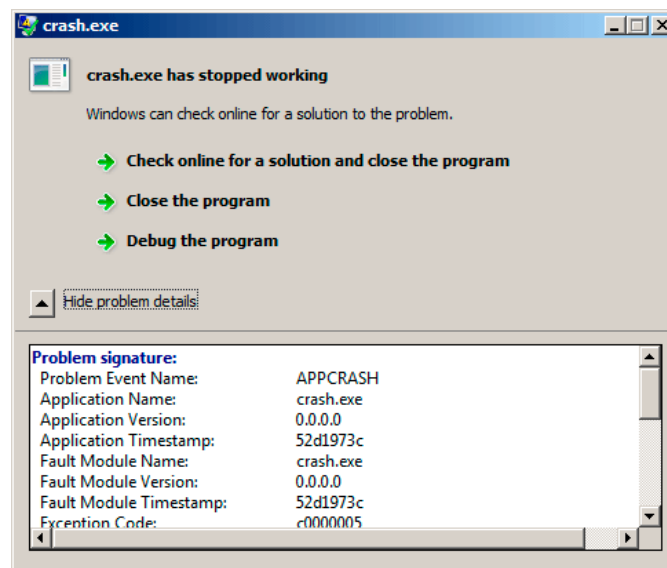 crash.exe
crash.exe has stopped working
Windows can check online for a solution to the problem.
Check online for a solution and close the program
Close the program
Debug the program
Hide problem details
Problem signature:
Problem Event Name: APPCRASH
Application Name: crash.exe
Application Version: 0.0.0.0
Application Timestamp: 52d1973c
Fault Module Name: crash.exe
Fault Module Version: 0.0.0.0
Fault Module Timestamp: 52d1973c
Exception Code: c0000005